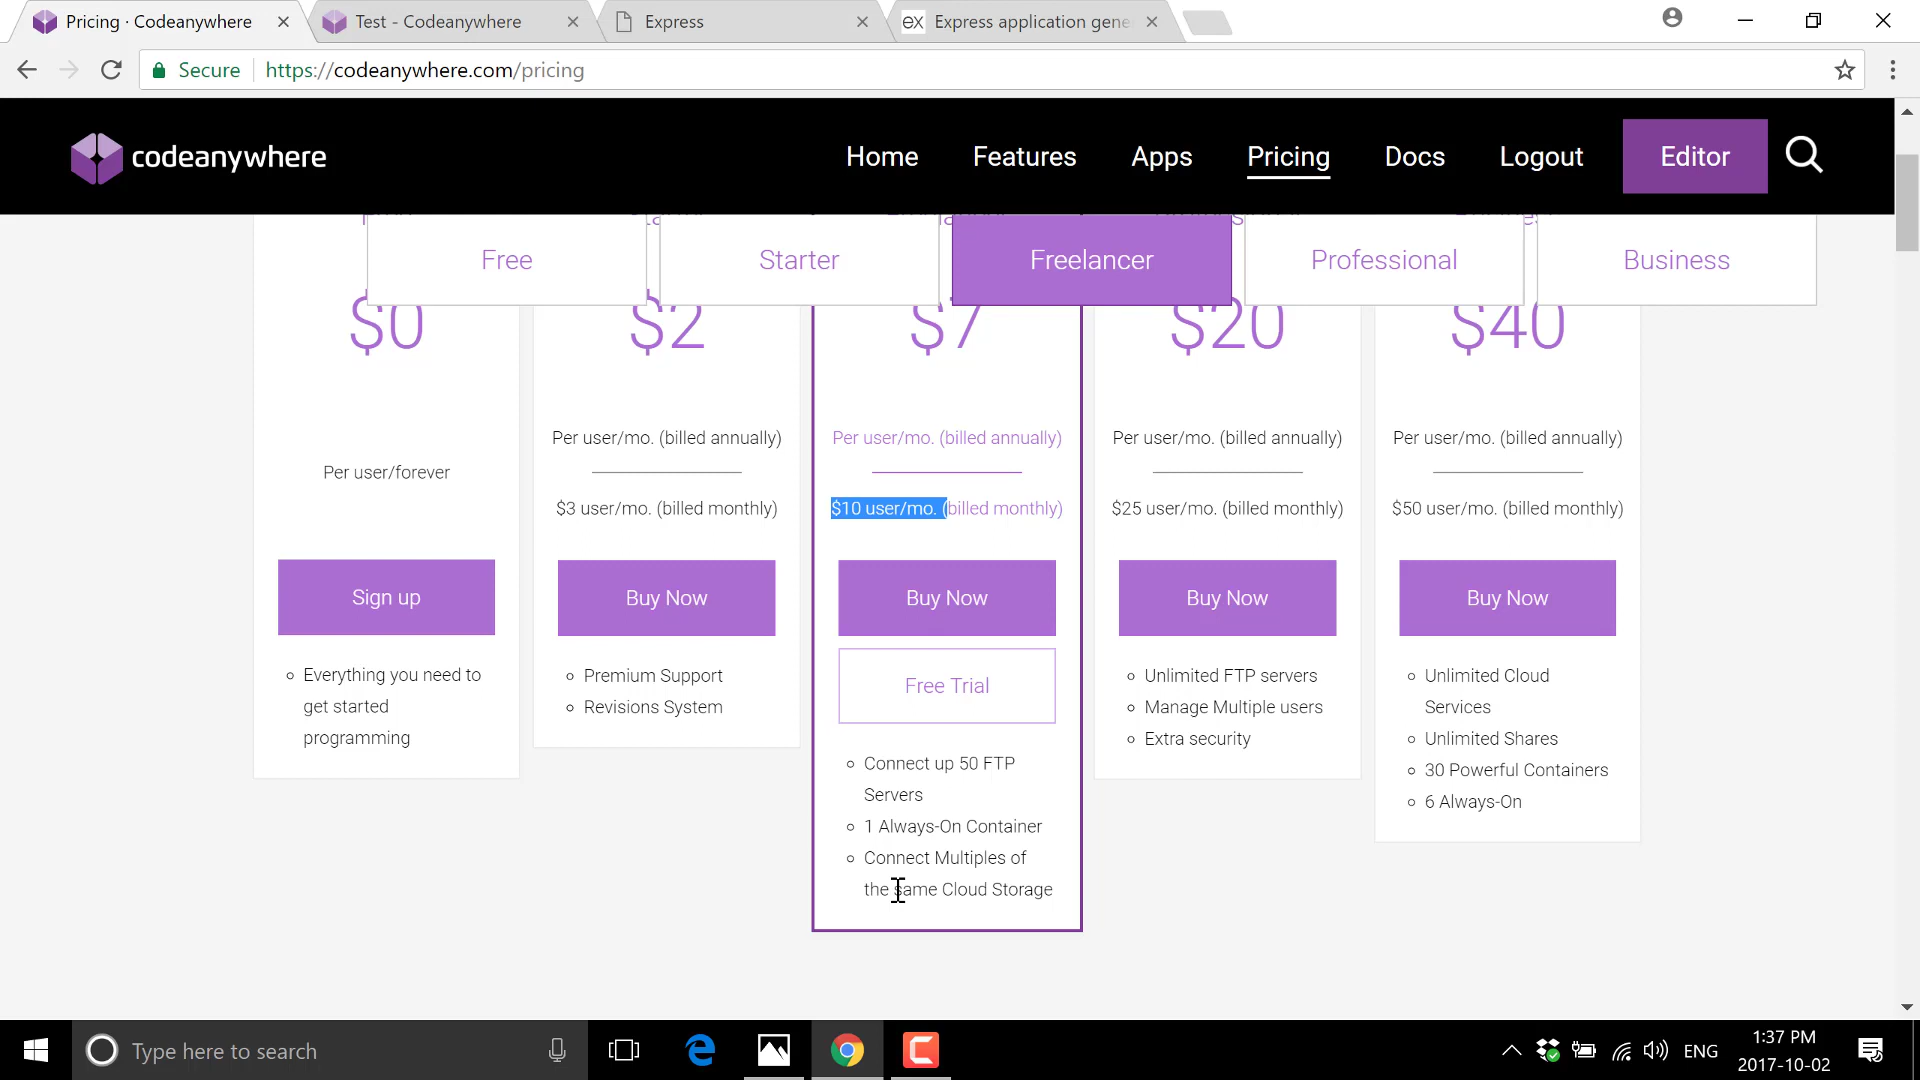 Pricing · Codeanywhere
Test - Codeanywhere
Express
ex
Express application gene
Secure
https://codeanywhere.com/pricing
codeanywhere
Home
Features
Apps
Pricing
Docs
Logout
Editor
Free
Starter
Freelancer
Professional
Business
$0
$2
$7
$20
$40
Per user/forever
Per user/mo. (billed annually)
Per user/mo. (billed annually)
Per user/mo. (billed annually)
Per user/mo. (billed annually)
$3 user/mo. (billed monthly)
$10 user/mo. (billed monthly)
$25 user/mo. (billed monthly)
$50 user/mo. (billed monthly)
Sign up
Buy Now
Buy Now
Buy Now
Buy Now
Free Trial
Everything you need to
get started
programming
Premium Support
Revisions System
Connect up 50 FTP
Servers
1 Always-On Container
Connect Multiples of
the same Cloud Storage
Unlimited FTP servers
Manage Multiple users
Extra security
Unlimited Cloud
Services
Unlimited Shares
30 Powerful Containers
6 Always-On
Type here to search
ENG
1:37 PM
2017-10-02